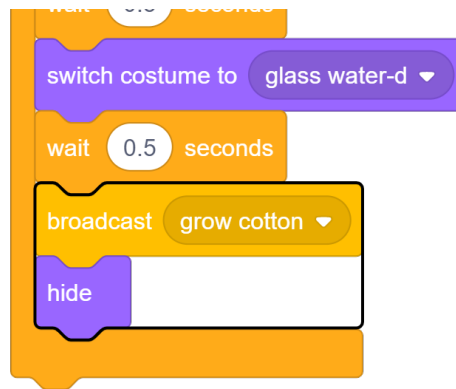 switch costume to glass water-d
wait 0.5 seconds
broadcast grow cotton
hide